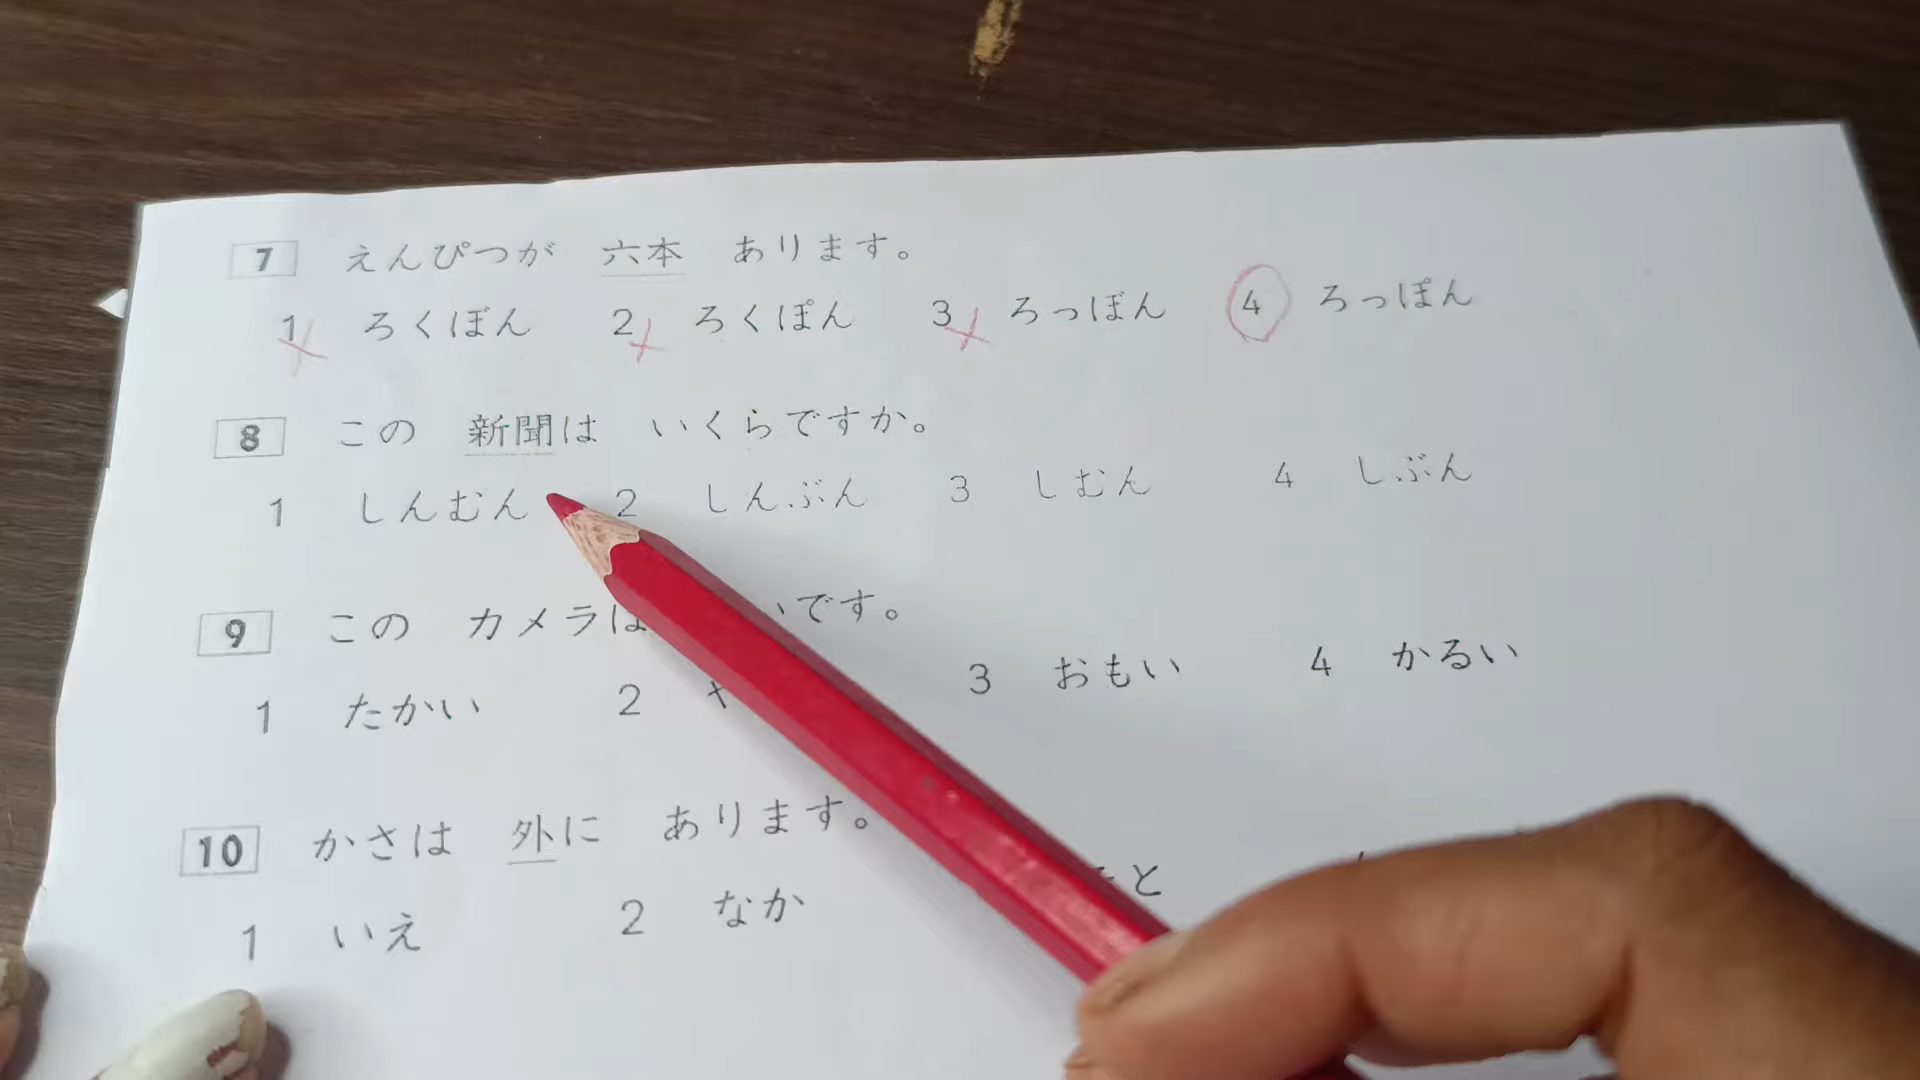 7 えんぴつが 六本 あります。
1 ろくぼん 2 ろくぽん 3 ろっぼん 4 ろっぽん
8 この 新聞は いくらですか。
1 しんむん 2 しんぶん 3 しむん 4 しぶん
9 この カメラは です。
1 たかい 2 3 おもい 4 かるい
10 かさは 外に あります。
1 いえ 2 なか と